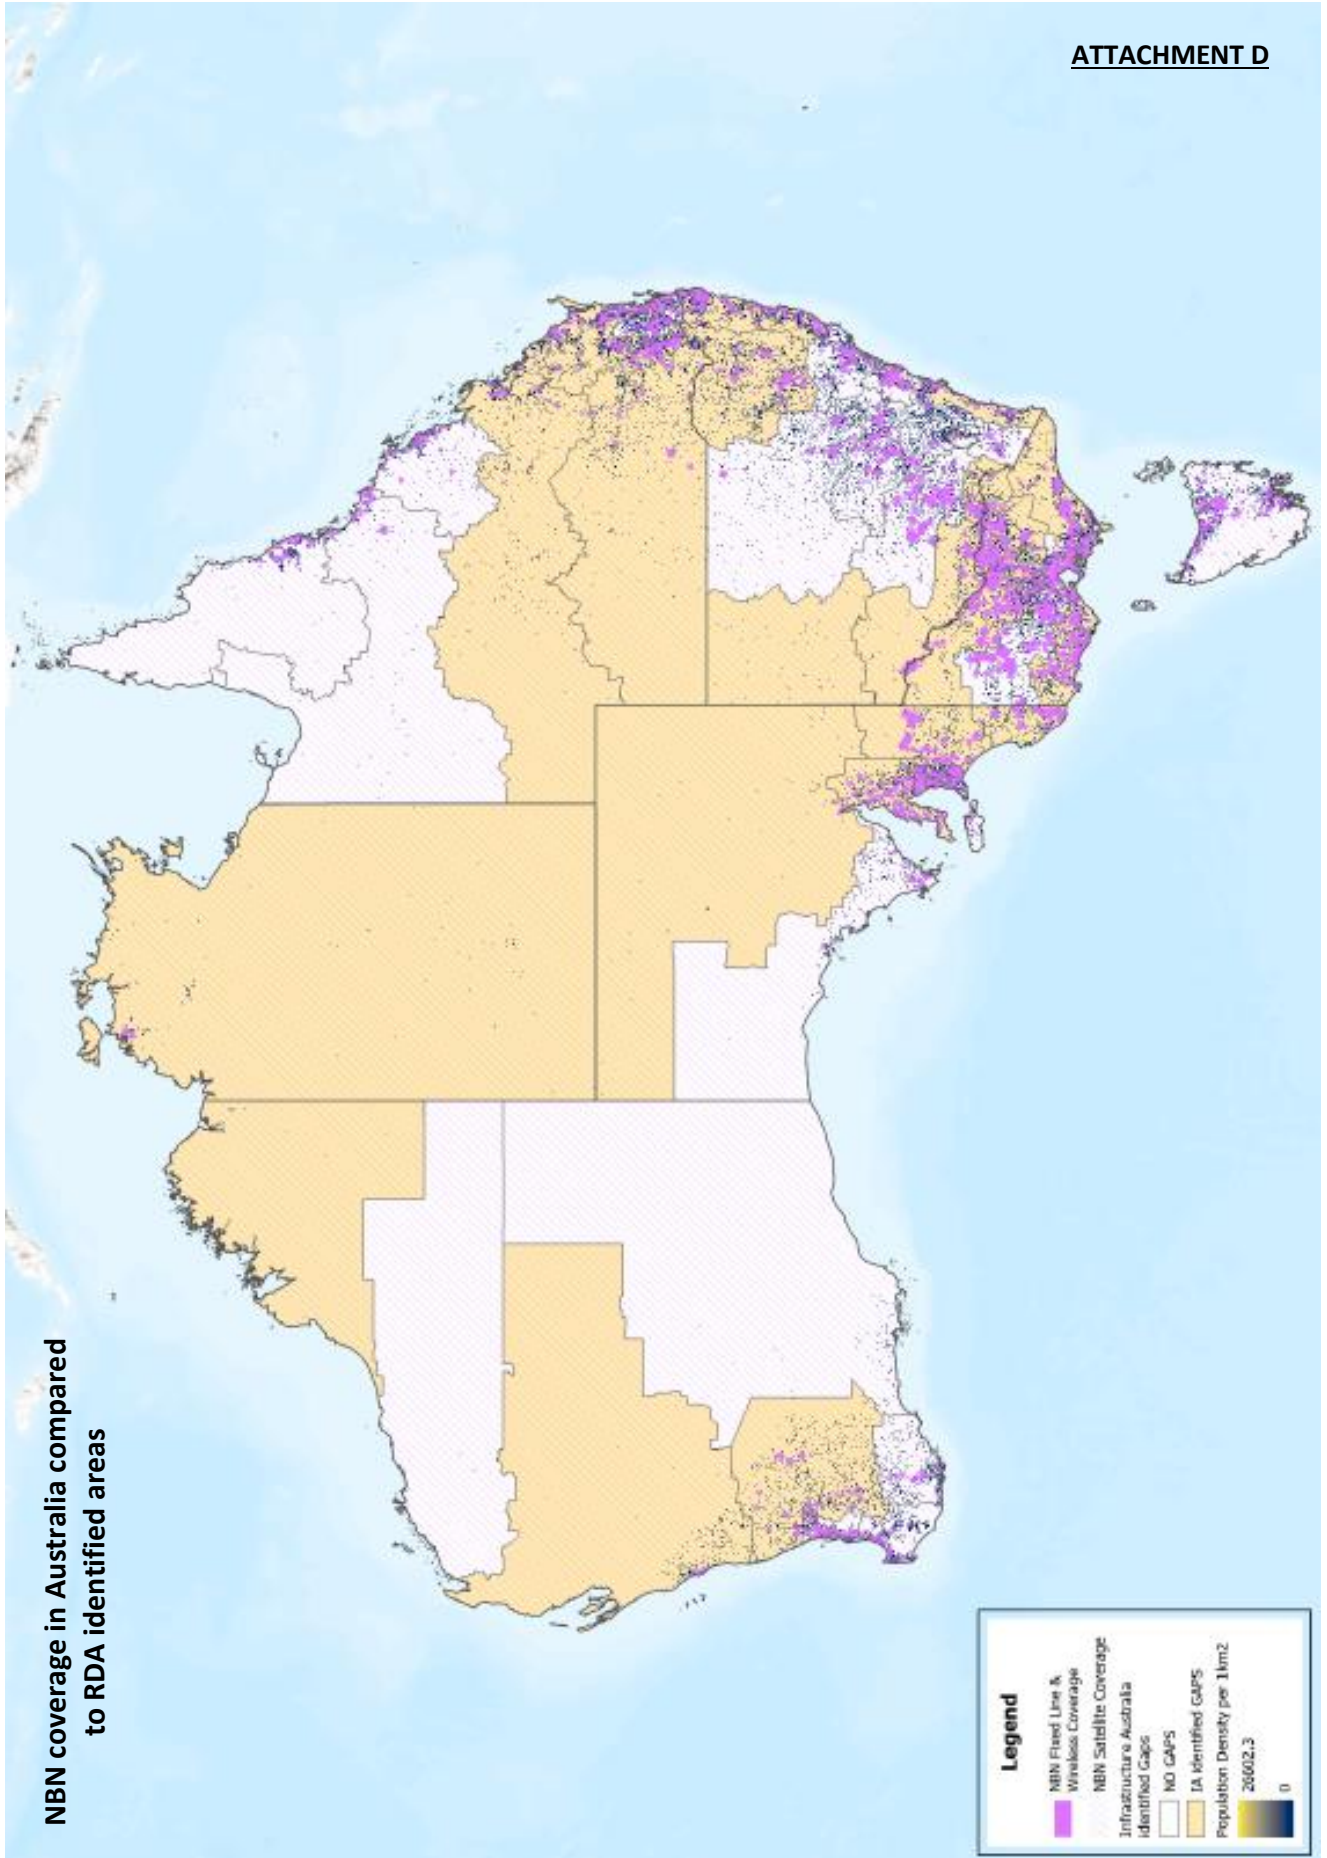 ATTACHMENT D
NBN coverage in Australia compared
to RDA identified areas
Legend
NBN Fixed Line &
Wireless Coverage
NBN Satellite Coverage
Infrastructure Australia
identified Gaps
NO GAPS
IA identified GAPS
Population Density per 1km2
26602.3
0